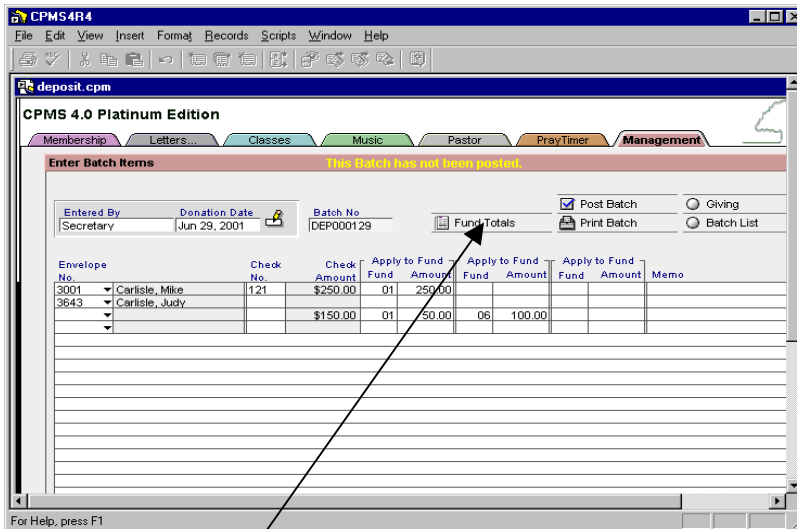 CPMS4R4
File Edit View Insert Format Records Scripts Window Help
deposit.cpm
CPMS 4.0 Platinum Edition
Membership Letters... Classes Music Pastor PrayTimer Management
Enter Batch Items This Batch has not been posted.
Post Batch Giving
Entered By Donation Date Batch No
Secretary Jun 29, 2001 DEP000129 Fund Totals Print Batch Batch List
Envelope Check Check Apply to Fund Apply to Fund Apply to Fund
No. No. Amount Fund Amount Fund Amount Fund Amount Memo
3001 Carlisle, Mike 121 $250.00 01 250.00
3643 Carlisle, Judy
$150.00 01 50.00 06 100.00
For Help, press F1